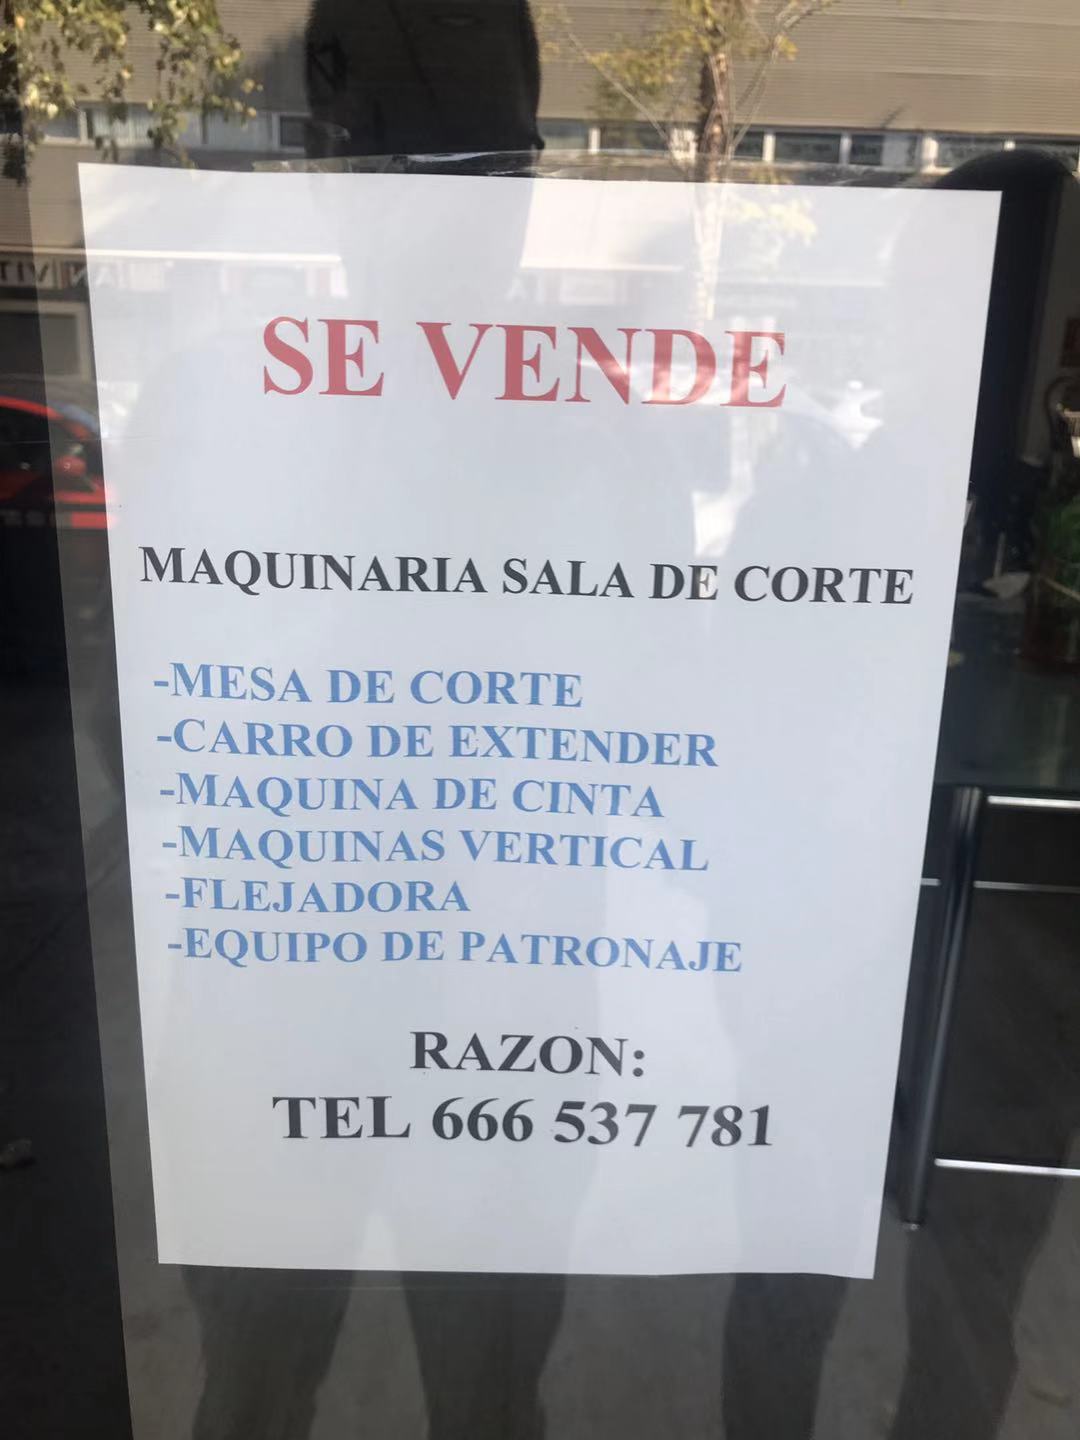 SE VENDE
MAQUINARIA SALA DE CORTE
-MESA DE CORTE
-CARRO DE EXTENDER
-MAQUINA DE CINTA
-MAQUINAS VERTICAL
-FLEJADORA
-EQUIPO DE PATRONAJE
RAZON:
TEL 666 537 781